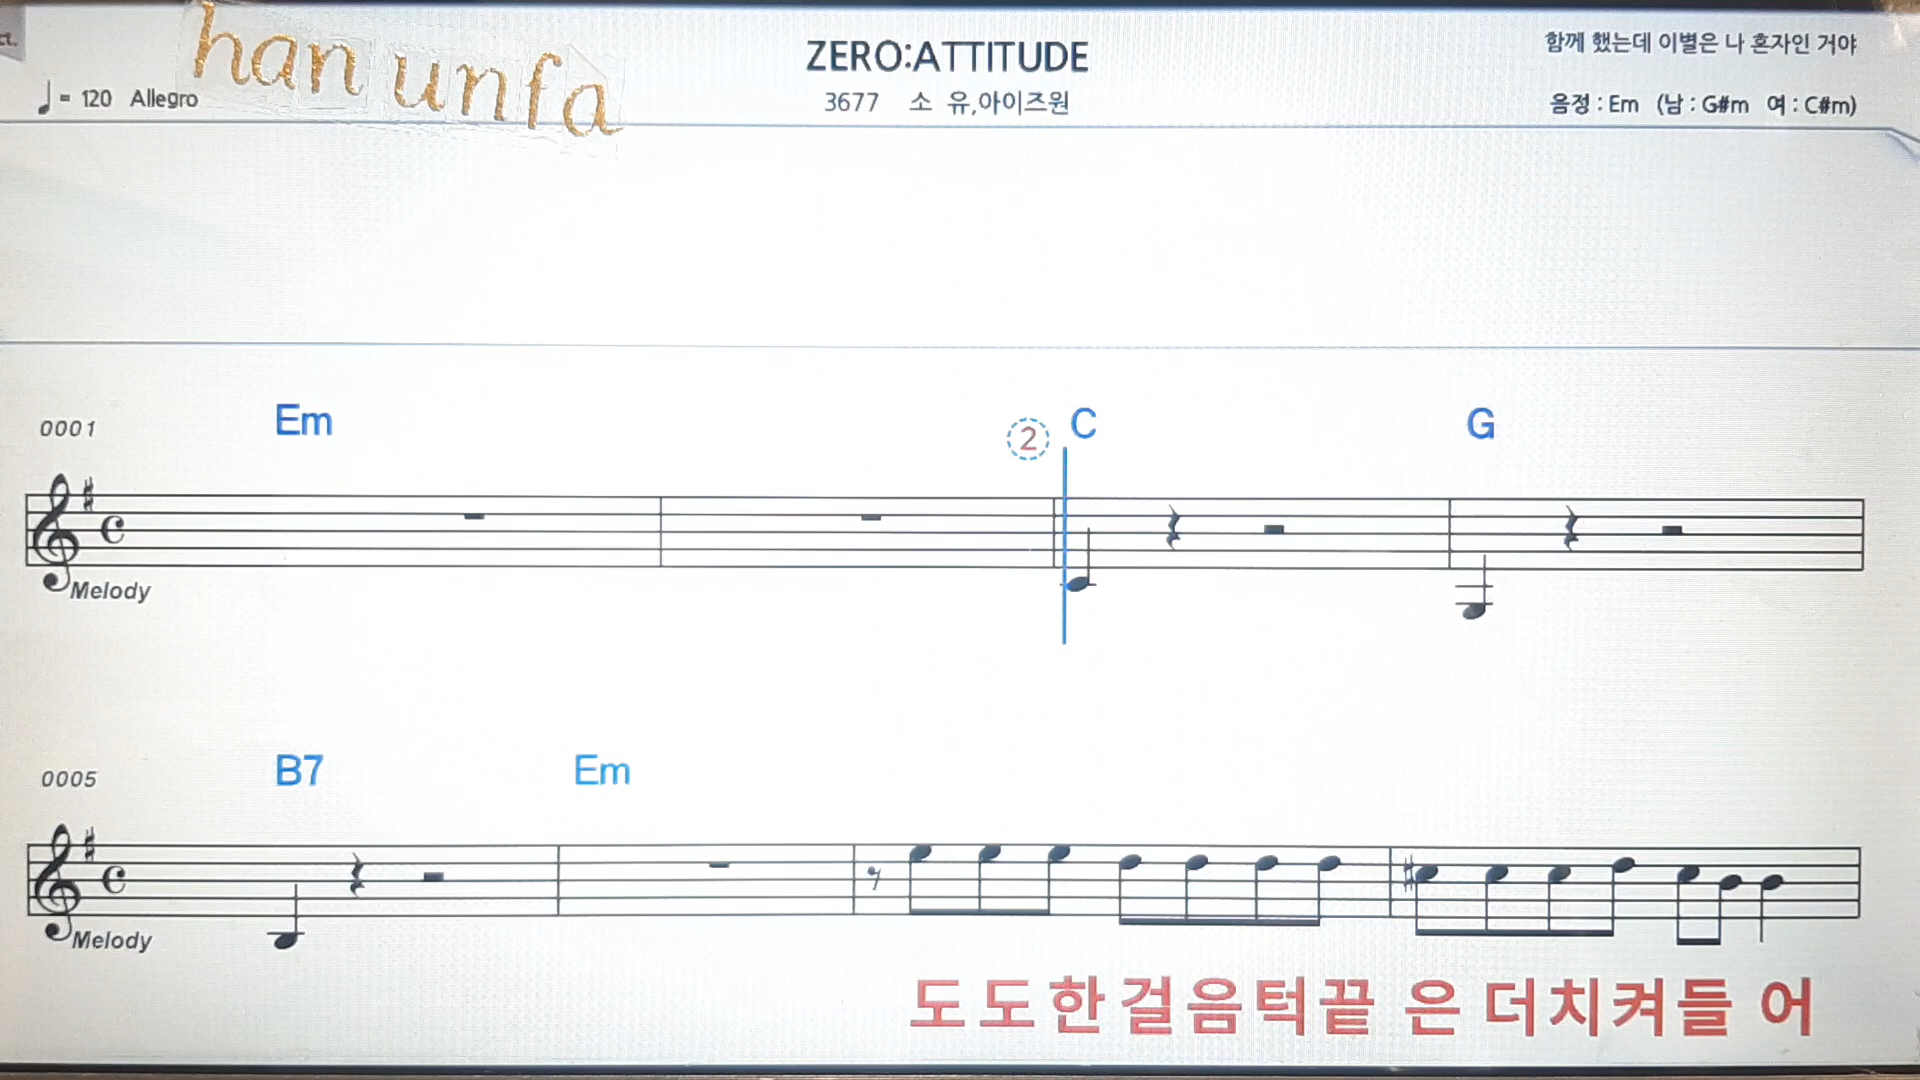 ct.
han unfa
ZERO:ATTITUDE
함께 했는데 이별은 나 혼자인 거야
♩= 120 Allegro
3677 소 유,아이즈원
음정 : Em (남 : G#m 여 : C#m)
0001 Em ② C G
Melody
0005 B7 Em
Melody
도도한걸음턱끝 은 더치켜들 어